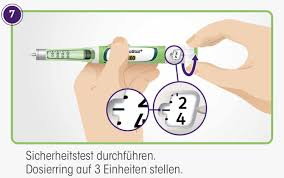 7
2
4
Sicherheitstest durchführen.
Dosierring auf 3 Einheiten stellen.